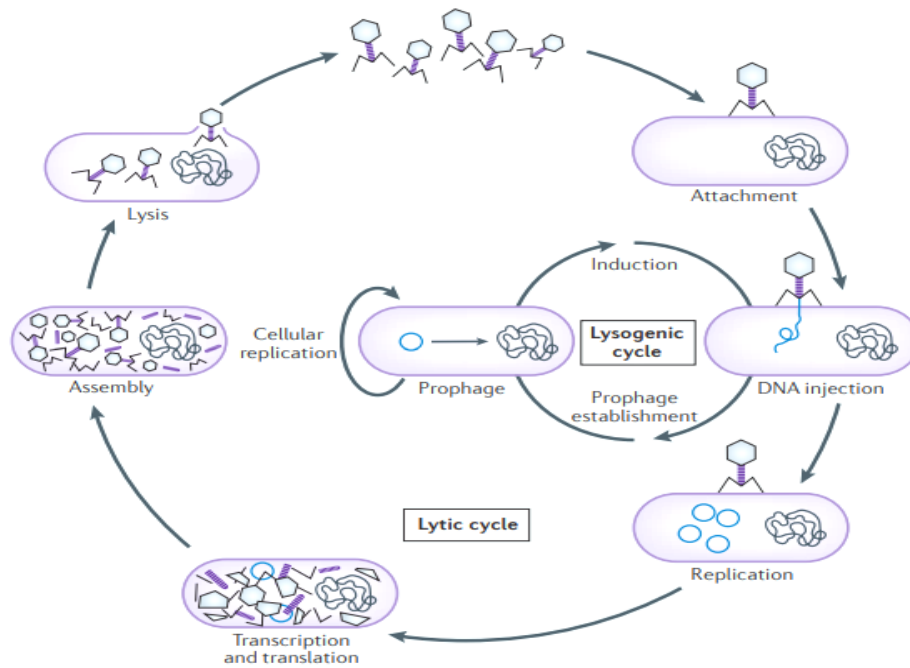 Lysis
Attachment
Induction
Cellular
replication
Lysogenic
cycle
Assembly
Prophage
Prophage
establishment
DNA injection
Lytic cycle
Replication
Transcription
and translation